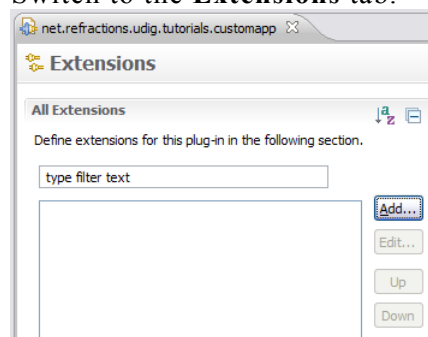 Switch to the Extensions tab.
net.refractions.udig.tutorials.customapp
Extensions
All Extensions
Define extensions for this plug-in in the following section.
type filter text
Add...
Edit...
Up
Down